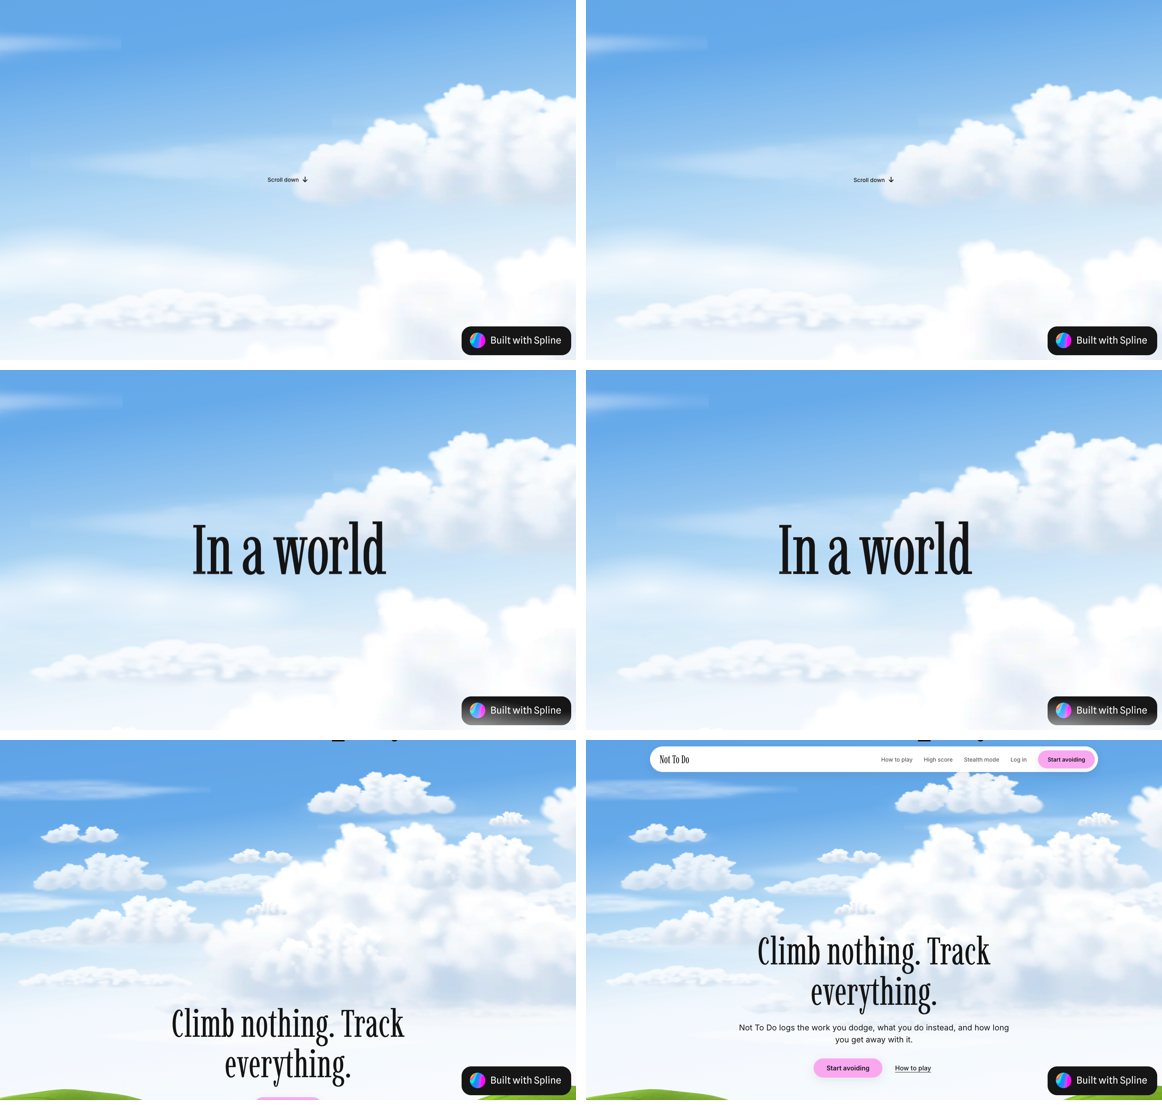 Scroll down ↓
Built with Spline
Scroll down ↓
Built with Spline
In a world
Built with Spline
In a world
Built with Spline
Climb nothing. Track
everything.
Built with Spline
Not To Do
How to play
High score
Stealth mode
Log in
Start avoiding
Climb nothing. Track
everything.
Not To Do logs the work you dodge, what you do instead, and how long
you get away with it.
Start avoiding
How to play
Built with Spline